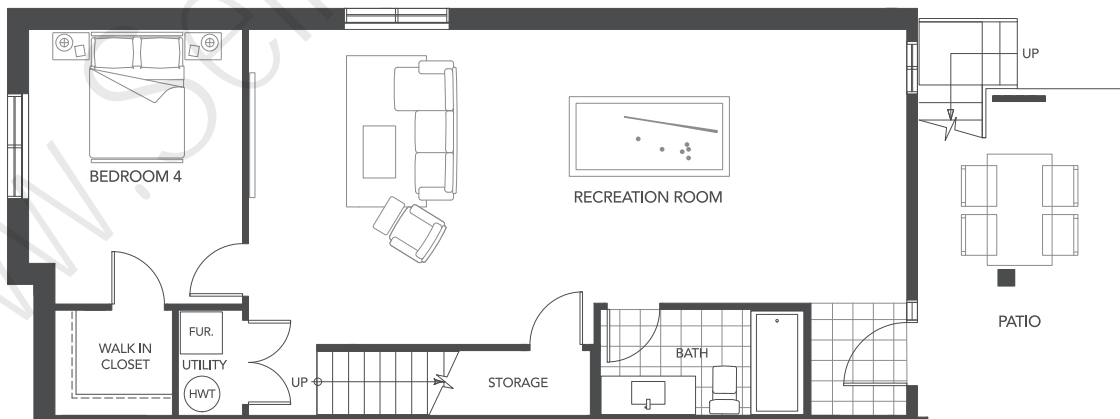 UP
BEDROOM 4
RECREATION ROOM
PATIO
FUR.
UTILITY
HWT
WALK IN
CLOSET
BATH
UP
STORAGE